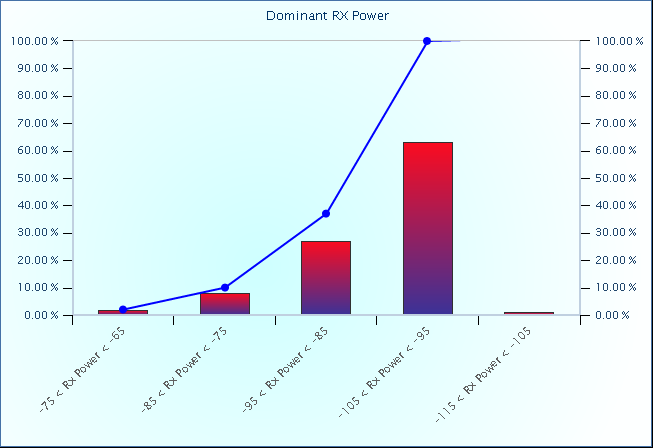 Dominant RX Power
100.00 % 100.00 %
90.00 % 90.00 %
80.00 % 80.00 %
70.00 % 70.00 %
60.00 % 60.00 %
50.00 % 50.00 %
40.00 % 40.00 %
30.00 % 30.00 %
20.00 % 20.00 %
10.00 % 10.00 %
0.00 % 0.00 %
-75 < Rx Power < -65
-85 < Rx Power < -75
-95 < Rx Power < -85
-105 < Rx Power < -95
-115 < Rx Power < -105